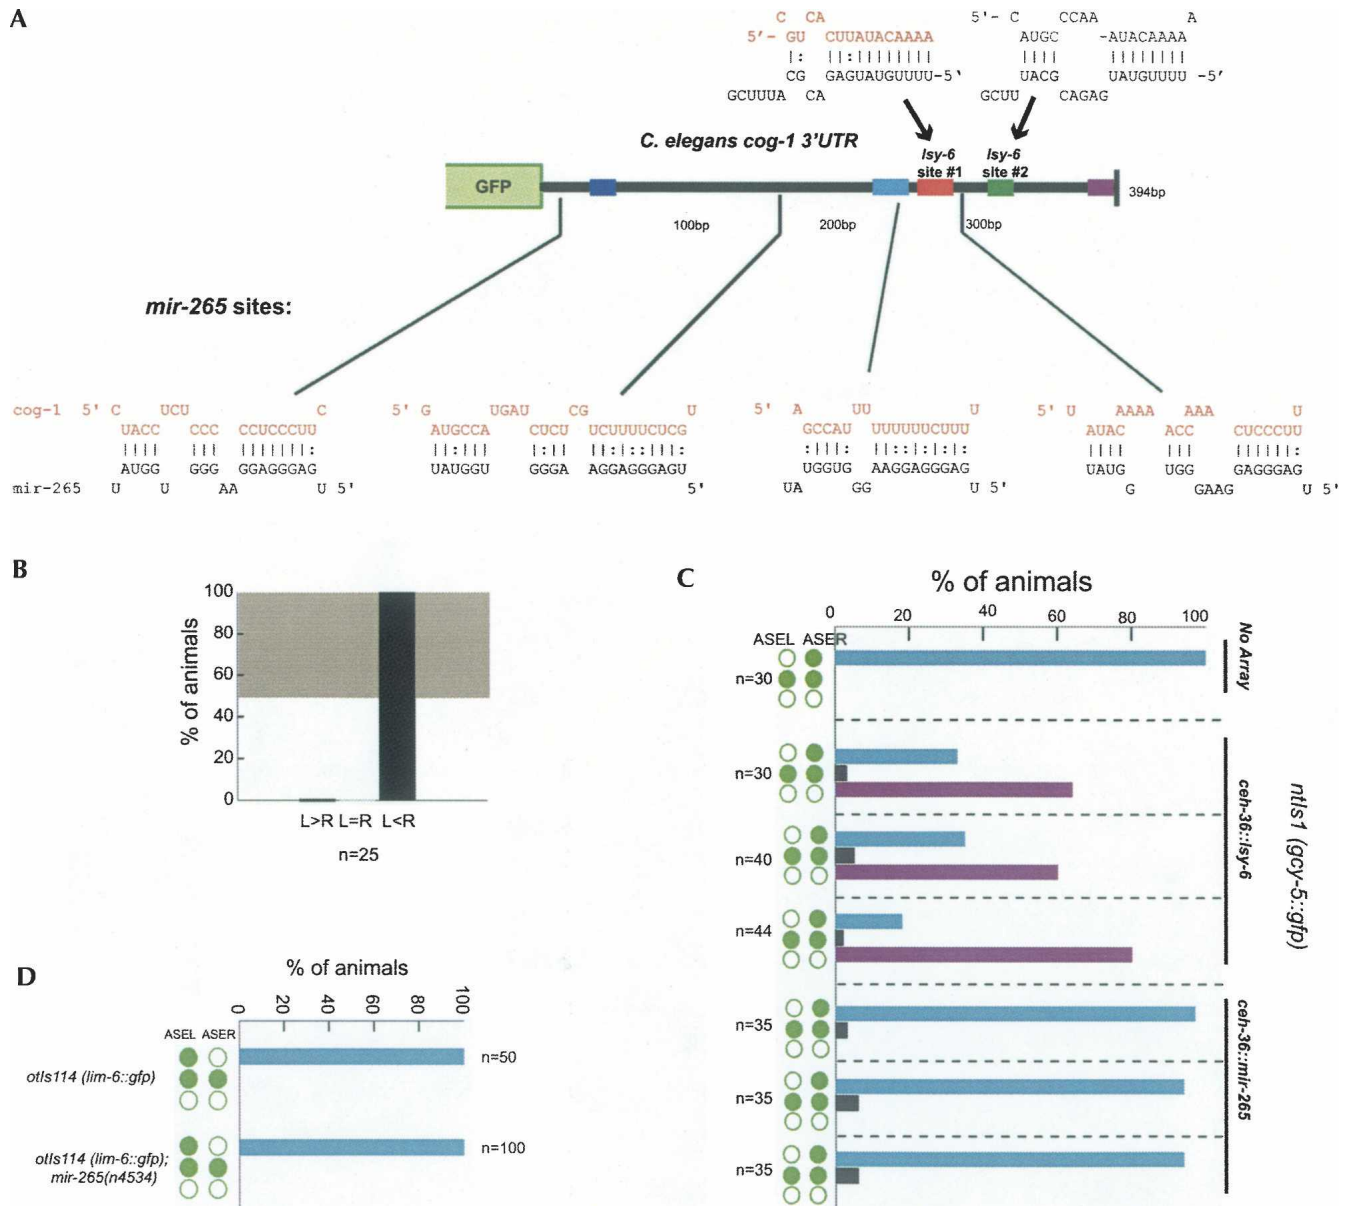 A
C CA
5'- GU CUUAUACAAAA
CG GAGUAUGUUUU-5'
GCUUUA CA
5'- C CCAA A
AUGC -AUACAAAA
UACG UAUGUUUU -5'
GCUU CAGAG
C. elegans cog-1 3'UTR
lsy-6 site #1
lsy-6 site #2
GFP
394bp
100bp
200bp
300bp
mir-265 sites:
cog-1 5' C UCU C
UACC CCC CCUCCCUU
AUGG GGG GGAGGGAG
mir-265 U U AA U 5'
5' G UGAU CG U
AUGCCA CUCU UCUUUUCUCG
UAUGGU GGGA AGGAGGGAGU
5'
5' A UU U
GCCAU UUUUUUCUUU
UGGUG AAGGAGGGAG
UA GG U 5'
5' U AAAA AAA U
AUAC ACC CUCCCUU
UAUG UGG GAGGGAG
G GAAG U 5'
B
% of animals
100
80
60
40
20
0
L>R L=R L<R
n=25
C
% of animals
0 20 40 60 80 100
ASEL ASER
n=30
No Array
n=30
n=40
n=44
ceh-36::lsy-6
n=35
n=35
n=35
ceh-36::mir-265
ntIs1 (gcy-5::gfp)
D
% of animals
0 20 40 60 80 100
ASEL ASER
otIs114 (lim-6::gfp)
n=50
otIs114 (lim-6::gfp);
mir-265(n4534)
n=100